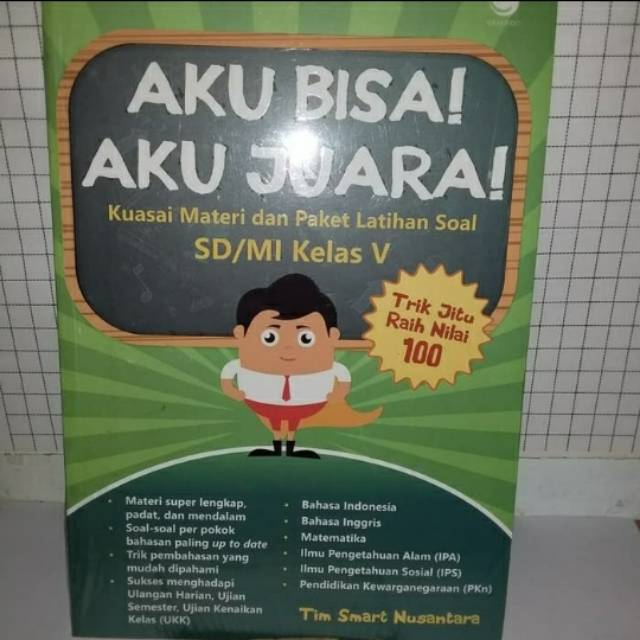 AKU BISA!
AKU JUARA!
Kuasai Materi dan Paket Latihan Soal
SD/MI Kelas V
Trik Jitu
Raih Nilai
100
• Materi super lengkap,
padat, dan mendalam
• Soal-soal per pokok
bahasan paling up to date
• Trik pembahasan yang
mudah dipahami
• Sukses menghadapi
Ulangan Harian, Ujian
Semester, Ujian Kenaikan
Kelas (UKK)
• Bahasa Indonesia
• Bahasa Inggris
• Matematika
• Ilmu Pengetahuan Alam (IPA)
• Ilmu Pengetahuan Sosial (IPS)
• Pendidikan Kewarganegaraan (PKn)
Tim Smart Nusantara